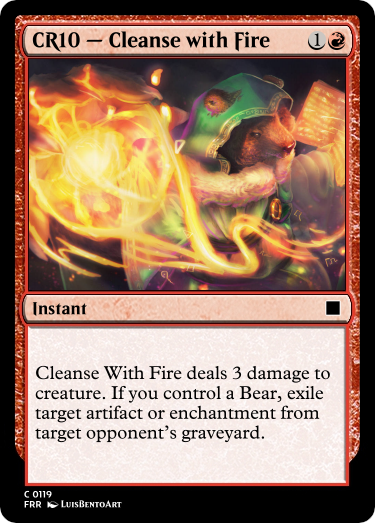 CR10 — Cleanse with Fire 1
Instant
Cleanse With Fire deals 3 damage to
creature. If you control a Bear, exile
target artifact or enchantment from
target opponent's graveyard.
C 0119
FRR LuisBentoArt